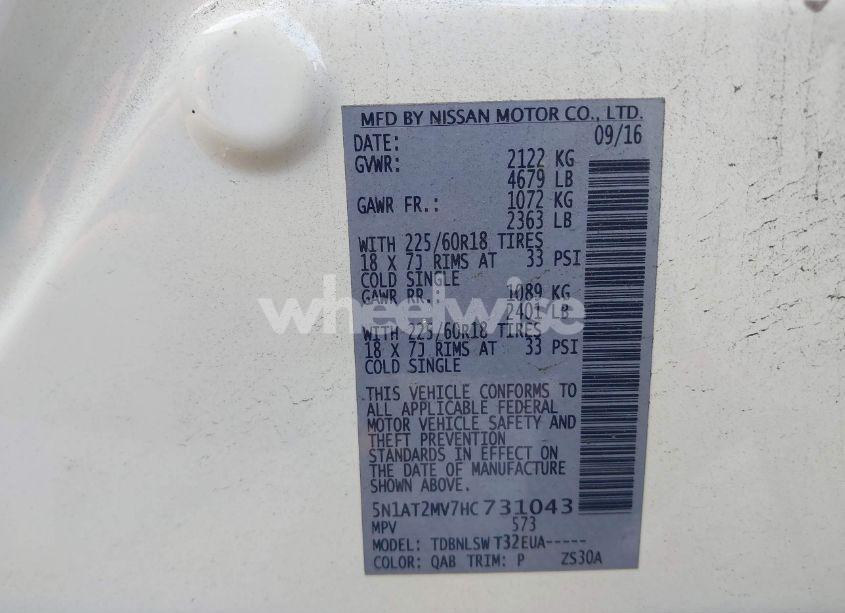 MFD BY NISSAN MOTOR CO., LTD.
DATE: 09/16
GVWR: 2122 KG
4679 LB
GAWR FR.: 1072 KG
2363 LB
WITH 225/60R18 TIRES
18 X 7J RIMS AT 33 PSI
COLD SINGLE
GAWR RR.: 1089 KG
2401 LB
wheelwise
WITH 225/60R18 TIRES
18 X 7J RIMS AT 33 PSI
COLD SINGLE
THIS VEHICLE CONFORMS TO
ALL APPLICABLE FEDERAL
MOTOR VEHICLE SAFETY AND
THEFT PREVENTION
STANDARDS IN EFFECT ON
THE DATE OF MANUFACTURE
SHOWN ABOVE.
5N1AT2MV7HC731043
MPV 573
MODEL: TDBNLSWT32EUA-----
COLOR: QAB TRIM: P ZS30A